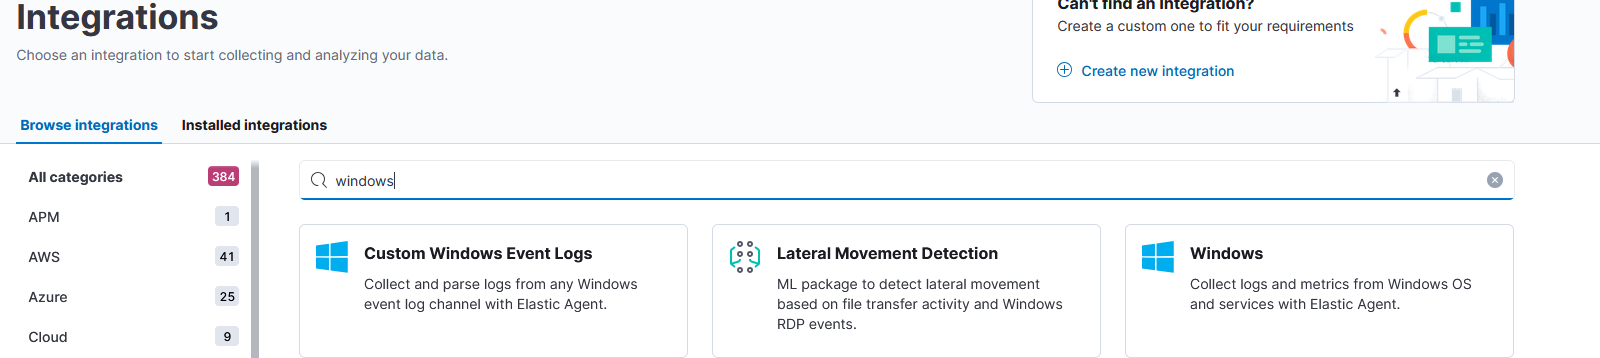 Integrations
Choose an integration to start collecting and analyzing your data.
Can't find an integration?
Create a custom one to fit your requirements
Create new integration
Browse integrations
Installed integrations
All categories 384
APM 1
AWS 41
Azure 25
Cloud 9
windows
Custom Windows Event Logs
Collect and parse logs from any Windows
event log channel with Elastic Agent.
Lateral Movement Detection
ML package to detect lateral movement
based on file transfer activity and Windows
RDP events.
Windows
Collect logs and metrics from Windows OS
and services with Elastic Agent.